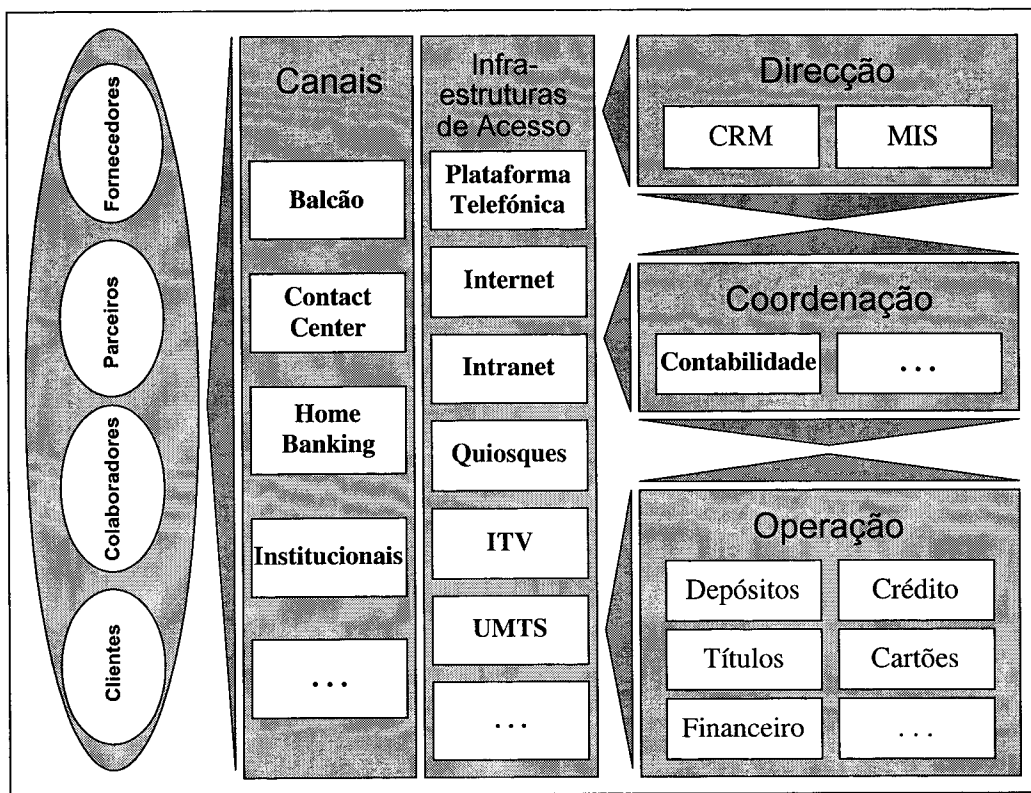 Fornecedores
Parceiros
Colaboradores
Clientes
Canais
Balcão
Contact
Center
Home
Banking
Institucionais
...
Infra-
estruturas
de Acesso
Plataforma
Telefónica
Internet
Intranet
Quiosques
ITV
UMTS
...
Direcção
CRM
MIS
Coordenação
Contabilidade
...
Operação
Depósitos
Crédito
Títulos
Cartões
Financeiro
...